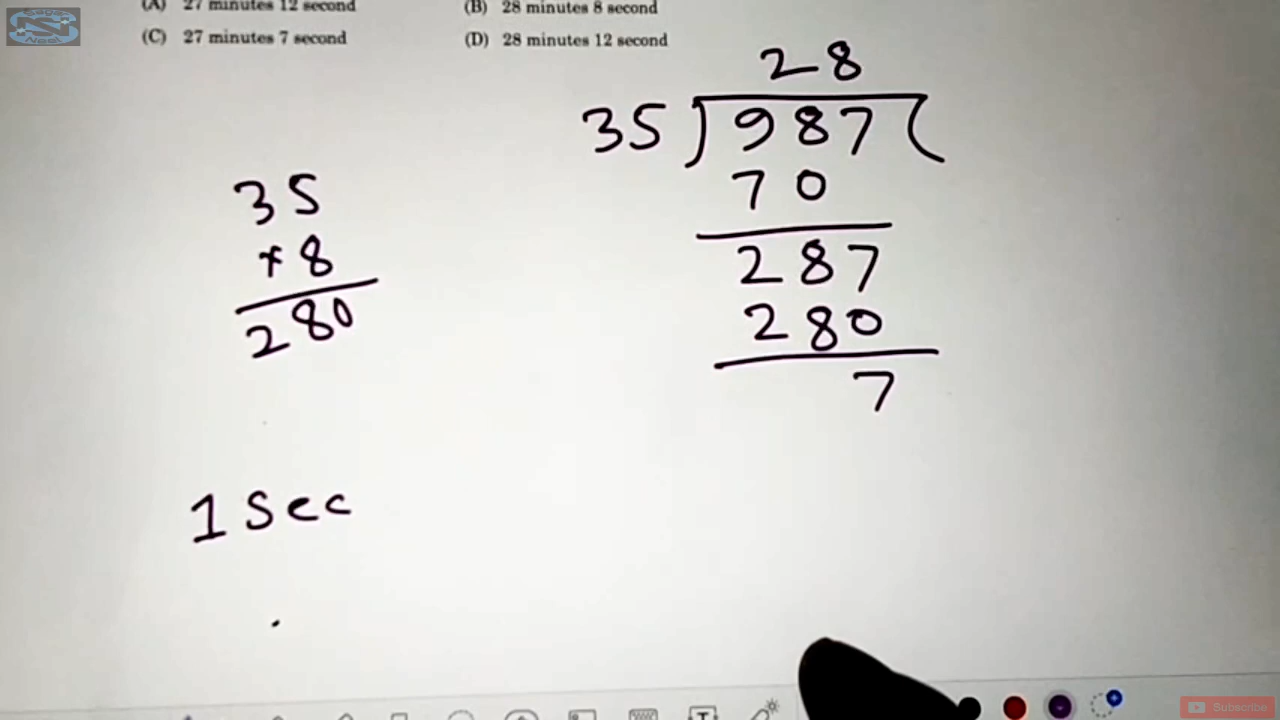 (A) 27 minutes 12 second (B) 28 minutes 8 second
(C) 27 minutes 7 second (D) 28 minutes 12 second
28
35 ) 987 (
70
287
280
7
35
× 8
280
1 sec
T
Subscribe